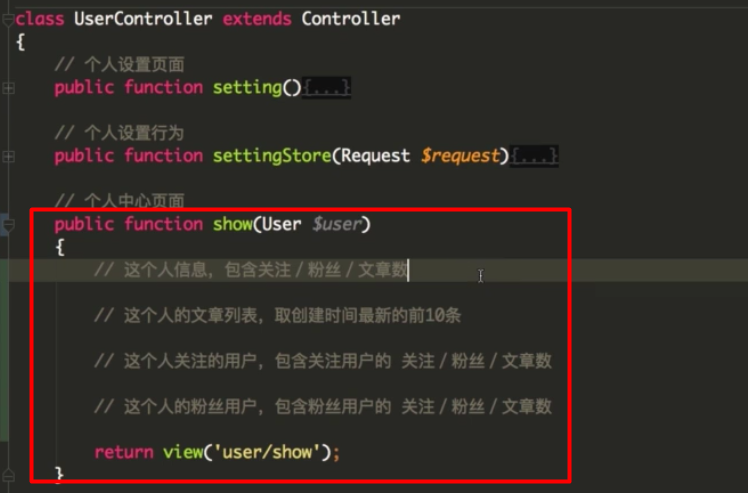 class UserController extends Controller
{
// 个人设置页面
public function setting(){...}
// 个人设置行为
public function settingStore(Request $request){...}
// 个人中心页面
public function show(User $user)
{
// 这个人信息，包含关注／粉丝／文章数
// 这个人的文章列表，取创建时间最新的前10条
// 这个人关注的用户，包含关注用户的 关注／粉丝／文章数
// 这个人的粉丝用户，包含粉丝用户的 关注／粉丝／文章数
return view('user/show');
}